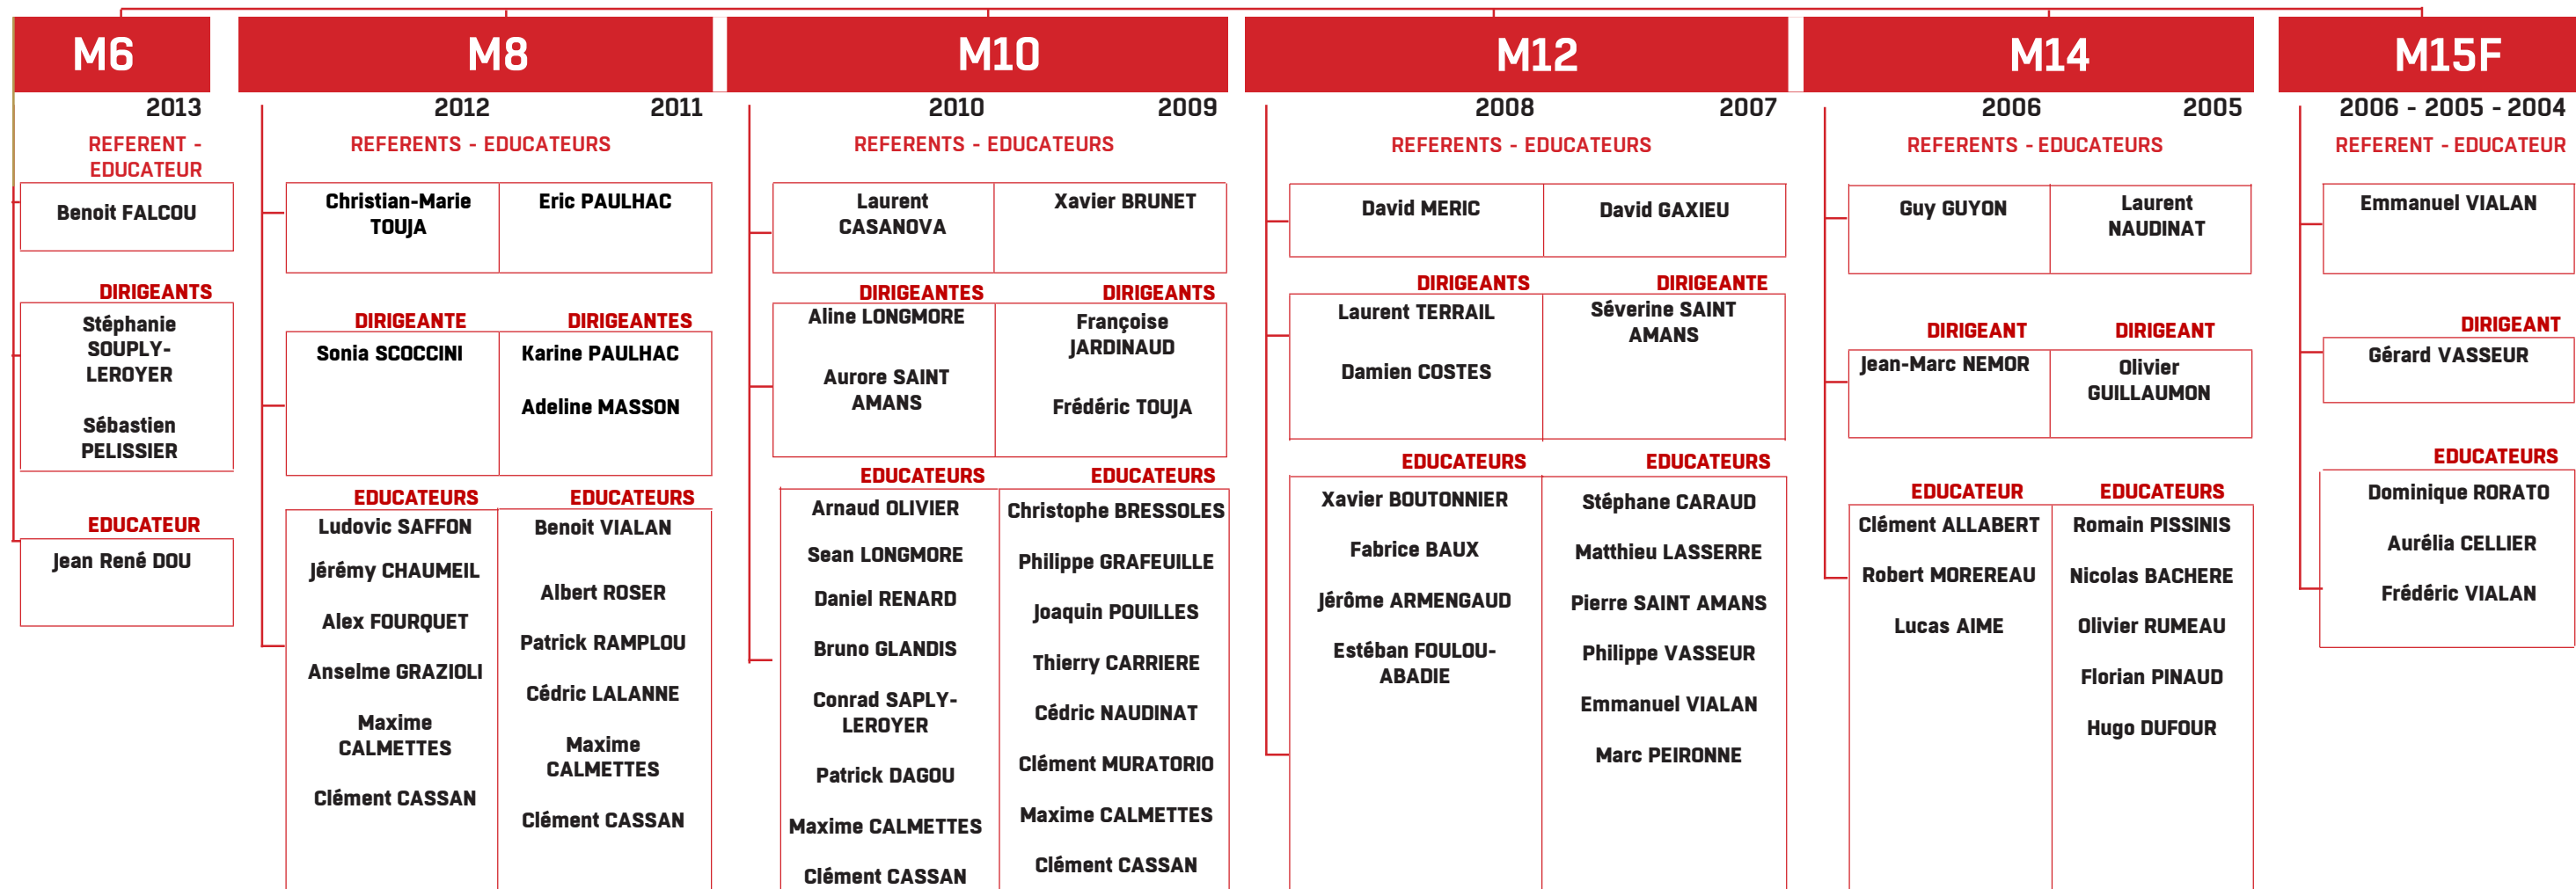 M6
2013
REFERENT -
EDUCATEUR
Benoit FALCOU
DIRIGEANTS
Stéphanie
SOUPLY-
LEROYER
Sébastien
PELISSIER
EDUCATEUR
Jean René DOU
M8
2012
2011
REFERENTS - EDUCATEURS
Christian-Marie
TOUJA
Eric PAULHAC
DIRIGEANTE
Sonia SCOCCINI
DIRIGEANTES
Karine PAULHAC
Adeline MASSON
EDUCATEURS
Ludovic SAFFON
Jérémy CHAUMEIL
Alex FOURQUET
Anselme GRAZIOLI
Maxime
CALMETTES
Clément CASSAN
EDUCATEURS
Benoit VIALAN
Albert ROSER
Patrick RAMPLOU
Cédric LALANNE
Maxime
CALMETTES
Clément CASSAN
M10
2010
2009
REFERENTS - EDUCATEURS
Laurent
CASANOVA
Xavier BRUNET
DIRIGEANTES
Aline LONGMORE
Aurore SAINT
AMANS
DIRIGEANTS
Françoise
JARDINAUD
Frédéric TOUJA
EDUCATEURS
Arnaud OLIVIER
Sean LONGMORE
Daniel RENARD
Bruno GLANDIS
Conrad SAPLY-
LEROYER
Patrick DAGOU
Maxime CALMETTES
Clément CASSAN
EDUCATEURS
Christophe BRESSOLES
Philippe GRAFEUILLE
Joaquin POUILLES
Thierry CARRIERE
Cédric NAUDINAT
Clément MURATORIO
Maxime CALMETTES
Clément CASSAN
M12
2008
2007
REFERENTS - EDUCATEURS
David MERIC
David GAXIEU
DIRIGEANTS
Laurent TERRAIL
Damien COSTES
DIRIGEANTE
Séverine SAINT
AMANS
EDUCATEURS
Xavier BOUTONNIER
Fabrice BAUX
Jérôme ARMENGAUD
Estéban FOULOU-
ABADIE
EDUCATEURS
Stéphane CARAUD
Matthieu LASSERRE
Pierre SAINT AMANS
Philippe VASSEUR
Emmanuel VIALAN
Marc PEIRONNE
M14
2006
2005
REFERENTS - EDUCATEURS
Guy GUYON
Laurent
NAUDINAT
DIRIGEANT
Jean-Marc NEMOR
DIRIGEANT
Olivier
GUILLAUMON
EDUCATEUR
Clément ALLABERT
Robert MOREREAU
Lucas AIME
EDUCATEURS
Romain PISSINIS
Nicolas BACHERE
Olivier RUMEAU
Florian PINAUD
Hugo DUFOUR
M15F
2006 - 2005 - 2004
REFERENT - EDUCATEUR
Emmanuel VIALAN
DIRIGEANT
Gérard VASSEUR
EDUCATEURS
Dominique RORATO
Aurélia CELLIER
Frédéric VIALAN